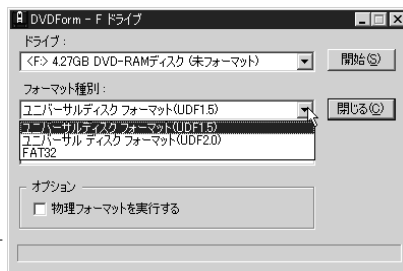 DVDForm - F ドライブ
ドライブ :
<F> 4.27GB DVD-RAMディスク (未フォーマット)
開始(S)
フォーマット種別 :
ユニバーサルディスク フォーマット(UDF1.5)
閉じる(C)
ユニバーサルディスク フォーマット(UDF1.5)
ユニバーサル ディスク フォーマット(UDF2.0)
FAT32
オプション
物理フォーマットを実行する